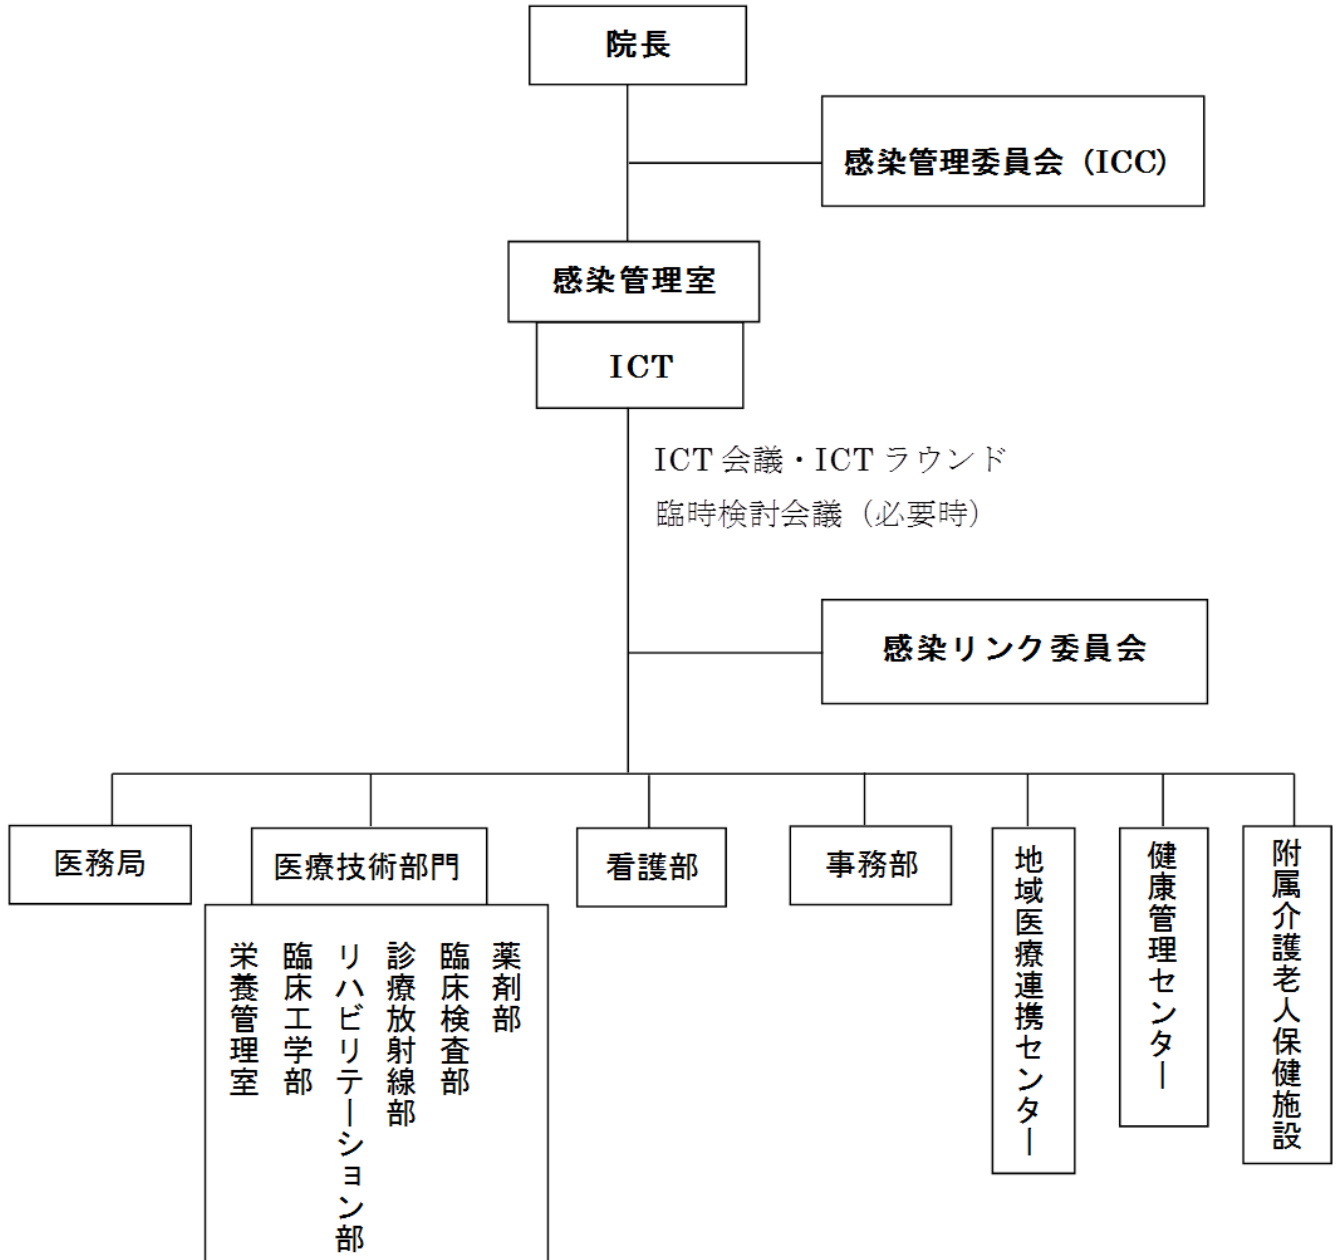 院長
感染管理委員会（ICC）
感染管理室
ICT
ICT 会議・ICT ラウンド
臨時検討会議（必要時）
感染リンク委員会
医務局
医療技術部門
看護部
事務部
地域医療連携センター
健康管理センター
附属介護老人保健施設
薬剤部
臨床検査部
診療放射線部
リハビリテーション部
臨床工学部
栄養管理室